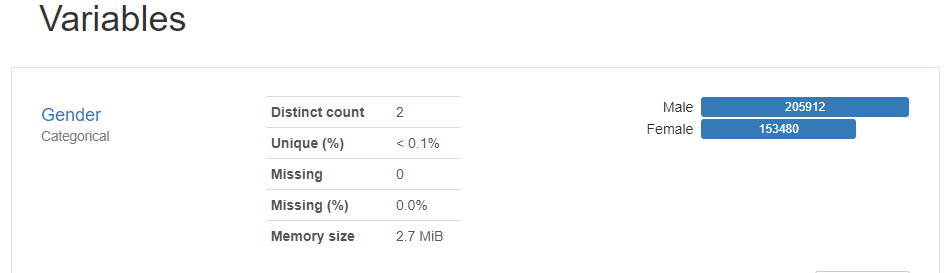 Variables
Gender
Categorical
Distinct count 2
Unique (%) < 0.1%
Missing 0
Missing (%) 0.0%
Memory size 2.7 MiB
Male 205912
Female 153480